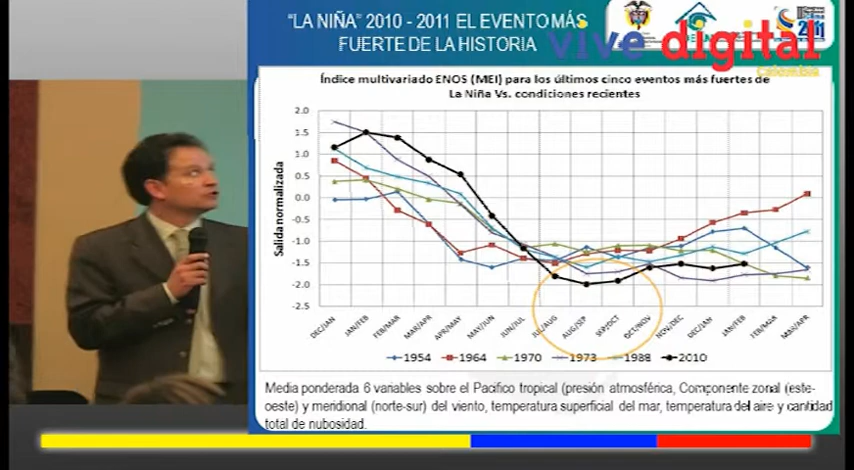 "LA NIÑA" 2010 - 2011 EL EVENTO MÁS
FUERTE DE LA HISTORIA
vive digital
Colombia
2011
Índice multivariado ENOS (MEI) para los últimos cinco eventos más fuertes de
La Niña Vs. condiciones recientes
Salida normalizada
2.0
1.5
1.0
0.5
0.0
-0.5
-1.0
-1.5
-2.0
-2.5
DEC/JAN JAN/FEB FEB/MAR MAR/APR APR/MAY MAY/JUN JUN/JUL JUL/AUG AUG/SEP SEP/OCT OCT/NOV NOV/DEC DEC/JAN JAN/FEB FEB/MAR MAR/APR
1954 1964 1970 1973 1988 2010
Media ponderada 6 variables sobre el Pacífico tropical (presión atmosférica, Componente zonal (este-
oeste) y meridional (norte-sur) del viento, temperatura superficial del mar, temperatura del aire y cantidad
total de nubosidad.